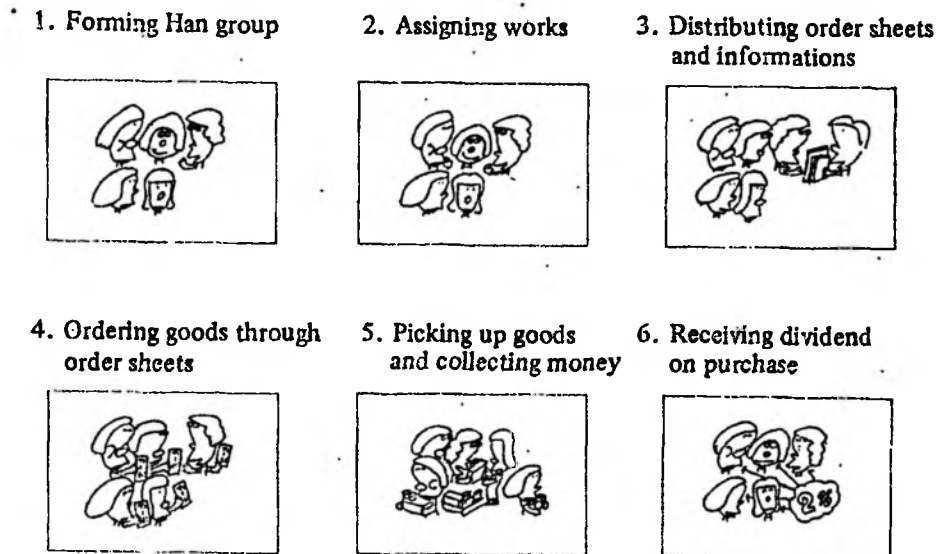 1. Forming Han group
2. Assigning works
3. Distributing order sheets
and informations
4. Ordering goods through
order sheets
5. Picking up goods
and collecting money
6. Receiving dividend
on purchase
2%